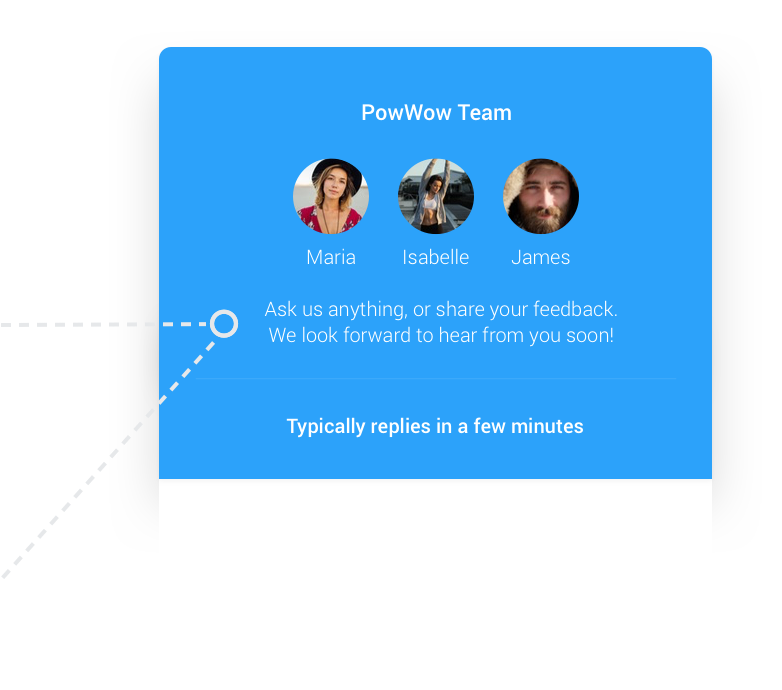 PowWow Team
Maria Isabelle James
Ask us anything, or share your feedback.
We look forward to hear from you soon!
Typically replies in a few minutes